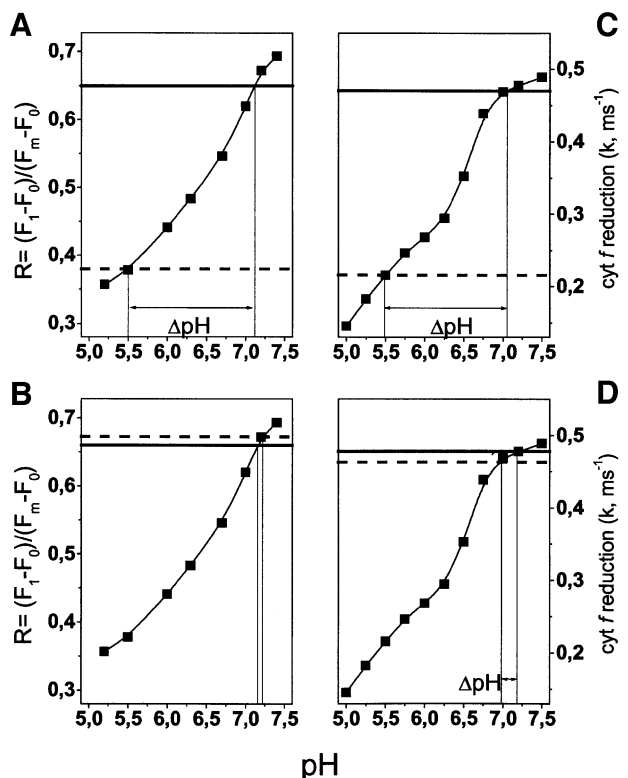 A
R= (F1-F0)/(Fm-F0)
0,7
0,6
0,5
0,4
0,3
ΔpH
5,0 5,5 6,0 6,5 7,0 7,5
C
cyt f reduction (k, ms-1)
0,5
0,4
0,3
0,2
ΔpH
5,0 5,5 6,0 6,5 7,0 7,5
B
R= (F1-F0)/(Fm-F0)
0,7
0,6
0,5
0,4
0,3
5,0 5,5 6,0 6,5 7,0 7,5
D
cyt f reduction (k, ms-1)
0,5
0,4
0,3
0,2
ΔpH
5,0 5,5 6,0 6,5 7,0 7,5
pH